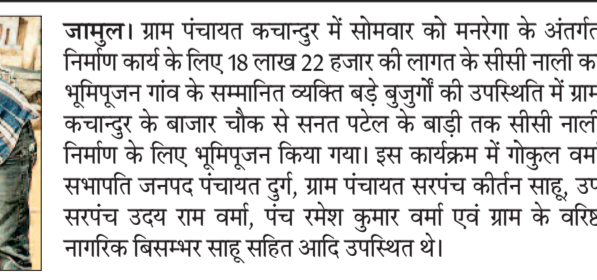 जामुल। ग्राम पंचायत कचान्दुर में सोमवार को मनरेगा के अंतर्गत
निर्माण कार्य के लिए 18 लाख 22 हजार की लागत के सीसी नाली का
भूमिपूजन गांव के सम्मानित व्यक्ति बड़े बुजुर्गों की उपस्थिति में ग्राम
कचान्दुर के बाजार चौक से सनत पटेल के बाड़ी तक सीसी नाली
निर्माण के लिए भूमिपूजन किया गया। इस कार्यक्रम में गोकुल वर्मा
सभापति जनपद पंचायत दुर्ग, ग्राम पंचायत सरपंच कीर्तन साहू, उप
सरपंच उदय राम वर्मा, पंच रमेश कुमार वर्मा एवं ग्राम के वरिष्ठ
नागरिक बिसम्भर साहू सहित आदि उपस्थित थे।